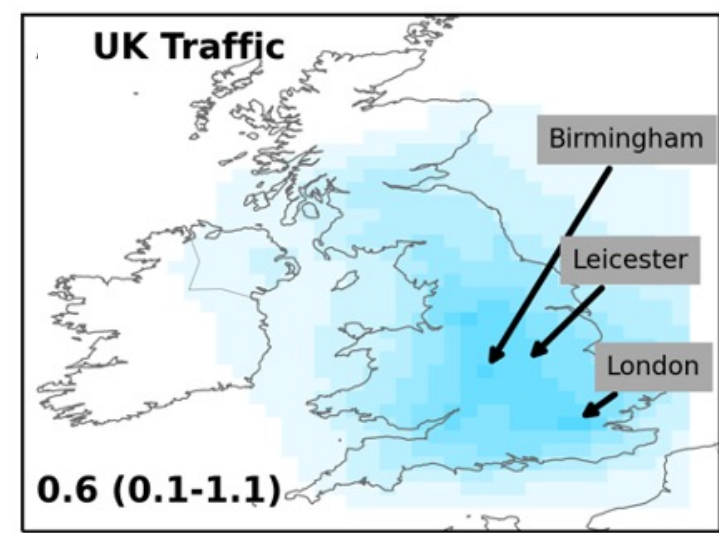 UK Traffic
Birmingham
Leicester
London
0.6 (0.1-1.1)